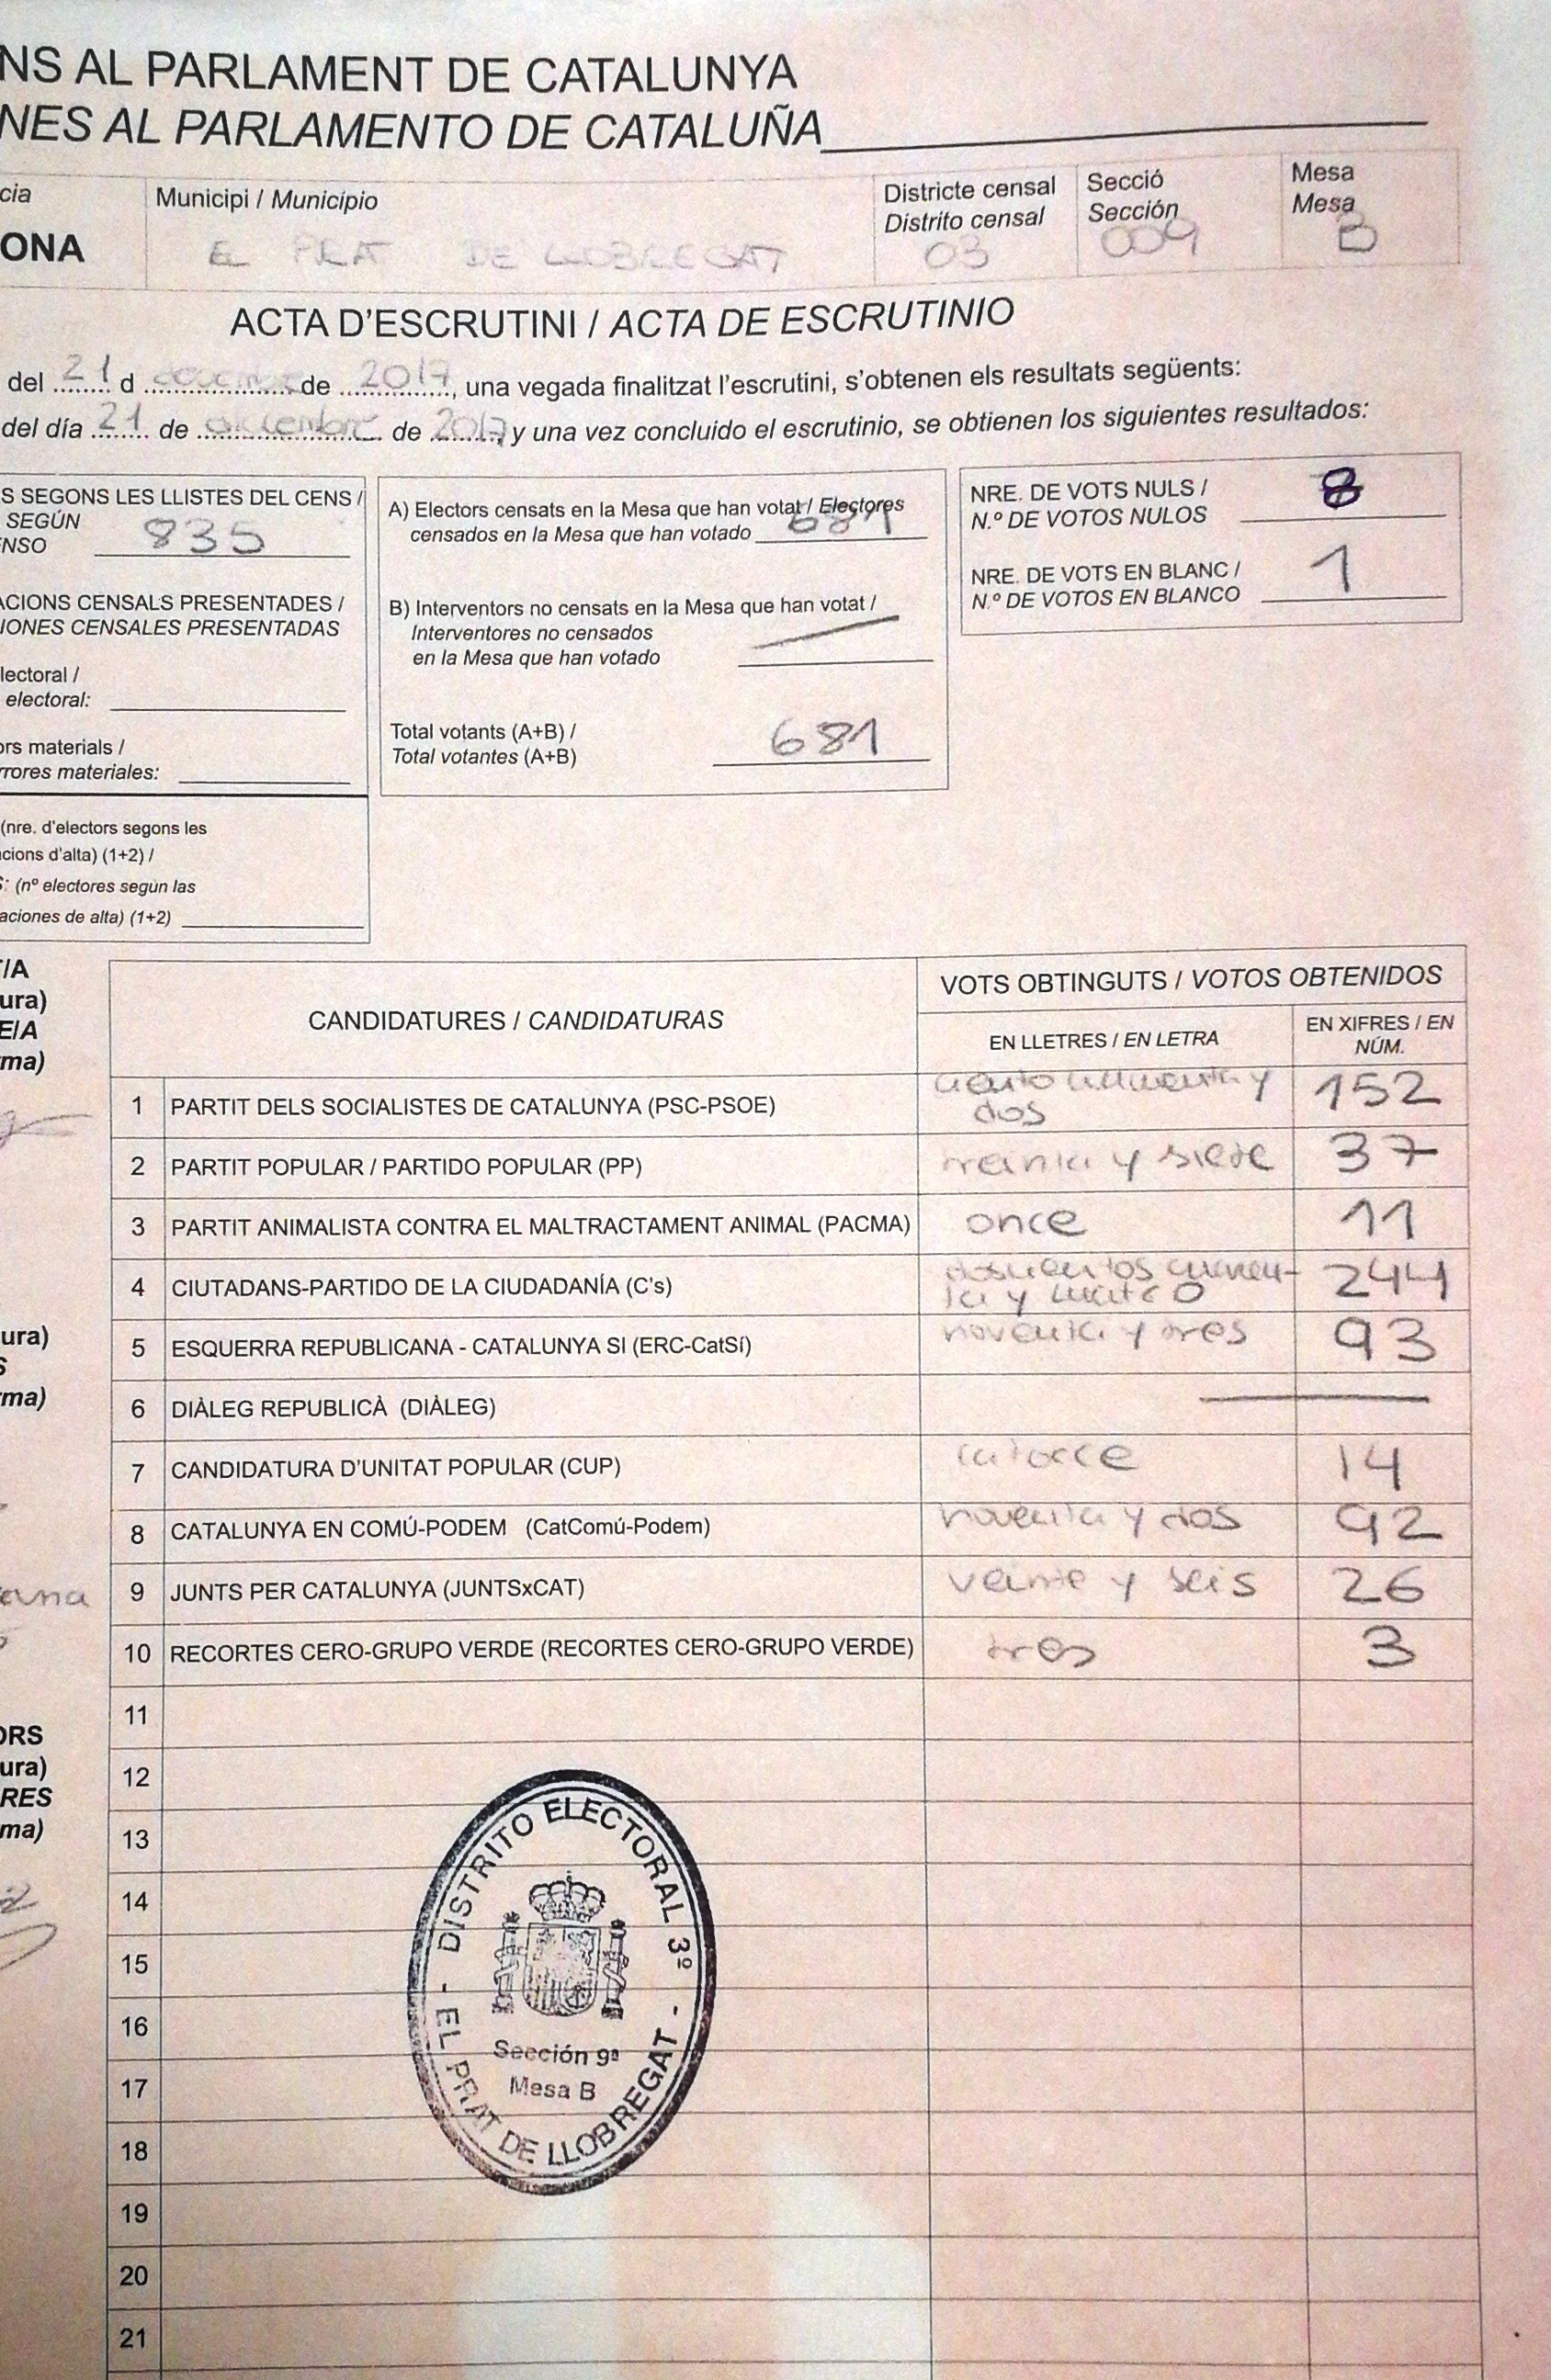 NS AL PARLAMENT DE CATALUNYA
NES AL PARLAMENTO DE CATALUÑA
cia
ONA
Municipi / Municipio
EL PRAT DE LLOBREGAT
Districte censal
Distrito censal
03
Secció
Sección
009
Mesa
Mesa
B
ACTA D'ESCRUTINI / ACTA DE ESCRUTINIO
del 21 d de 2017, una vegada finalitzat l'escrutini, s'obtenen els resultats següents:
del día 21 de diciembre de 2017, y una vez concluido el escrutinio, se obtienen los siguientes resultados:
S SEGONS LES LLISTES DEL CENS /
SEGÚN
ENSO 835
ACIONS CENSALS PRESENTADES /
IONES CENSALES PRESENTADAS
lectoral /
electoral:
ors materials /
rrores materiales:
(nre. d'electors segons les
acions d'alta) (1+2) /
S: (nº electores según las
aciones de alta) (1+2)
A) Electors censats en la Mesa que han votat / Electores
censados en la Mesa que han votado 681
B) Interventors no censats en la Mesa que han votat /
Interventores no censados
en la Mesa que han votado
Total votants (A+B) /
Total votantes (A+B) 681
NRE. DE VOTS NULS /
N.º DE VOTOS NULOS 8
NRE. DE VOTS EN BLANC /
N.º DE VOTOS EN BLANCO 1
T/A
ura)
E/A
rma)
ura)
S
rma)
ORS
ura)
RES
ma)
CANDIDATURES / CANDIDATURAS
VOTS OBTINGUTS / VOTOS OBTENIDOS
EN LLETRES / EN LETRA
EN XIFRES / EN
NÚM.
1 PARTIT DELS SOCIALISTES DE CATALUNYA (PSC-PSOE) ciento cincuenta y dos 152
2 PARTIT POPULAR / PARTIDO POPULAR (PP) treinta y siete 37
3 PARTIT ANIMALISTA CONTRA EL MALTRACTAMENT ANIMAL (PACMA) once 11
4 CIUTADANS-PARTIDO DE LA CIUDADANÍA (C's) doscientos cuaren-ta y cuatro 244
5 ESQUERRA REPUBLICANA - CATALUNYA SI (ERC-CatSí) noventa y tres 93
6 DIÀLEG REPUBLICÀ (DIÀLEG)
7 CANDIDATURA D'UNITAT POPULAR (CUP) catorce 14
8 CATALUNYA EN COMÚ-PODEM (CatComú-Podem) noventa y dos 92
9 JUNTS PER CATALUNYA (JUNTSxCAT) veinte y seis 26
10 RECORTES CERO-GRUPO VERDE (RECORTES CERO-GRUPO VERDE) tres 3
11
12
13
14
15
16
17
18
19
20
21
DISTRITO ELECTORAL 3º
- EL PRAT DE LLOBREGAT -
Sección 9ª
Mesa B